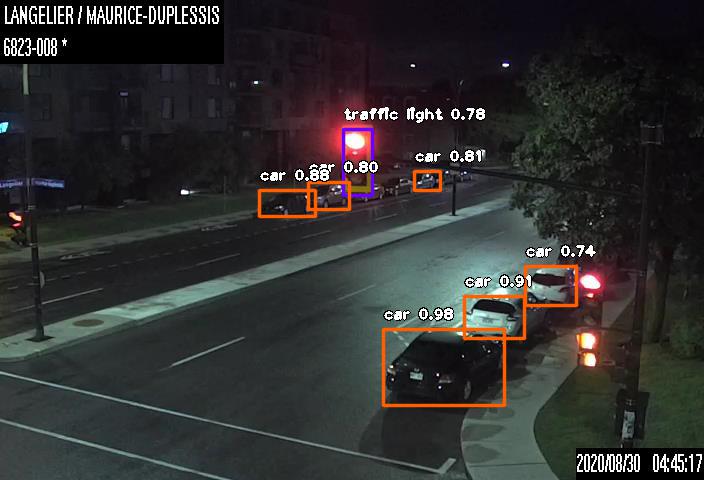 LANGELIER / MAURICE-DUPLESSIS
6823-008 *
traffic light 0.78
car 0.81
car 0.80
car 0.88
car 0.74
car 0.91
car 0.98
2020/08/30 04:45:17